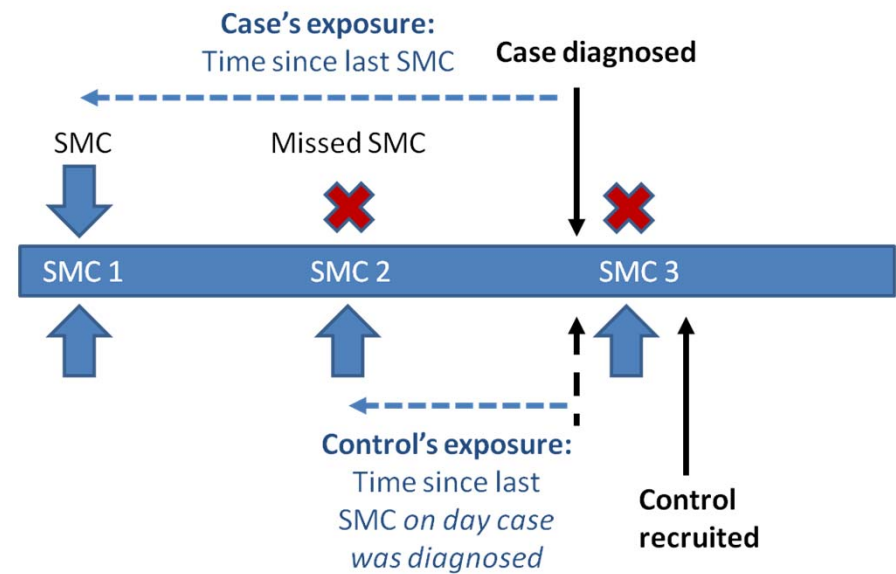 Case's exposure:
Time since last SMC
Case diagnosed
SMC
Missed SMC
SMC 1
SMC 2
SMC 3
Control's exposure:
Time since last
SMC on day case
was diagnosed
Control
recruited